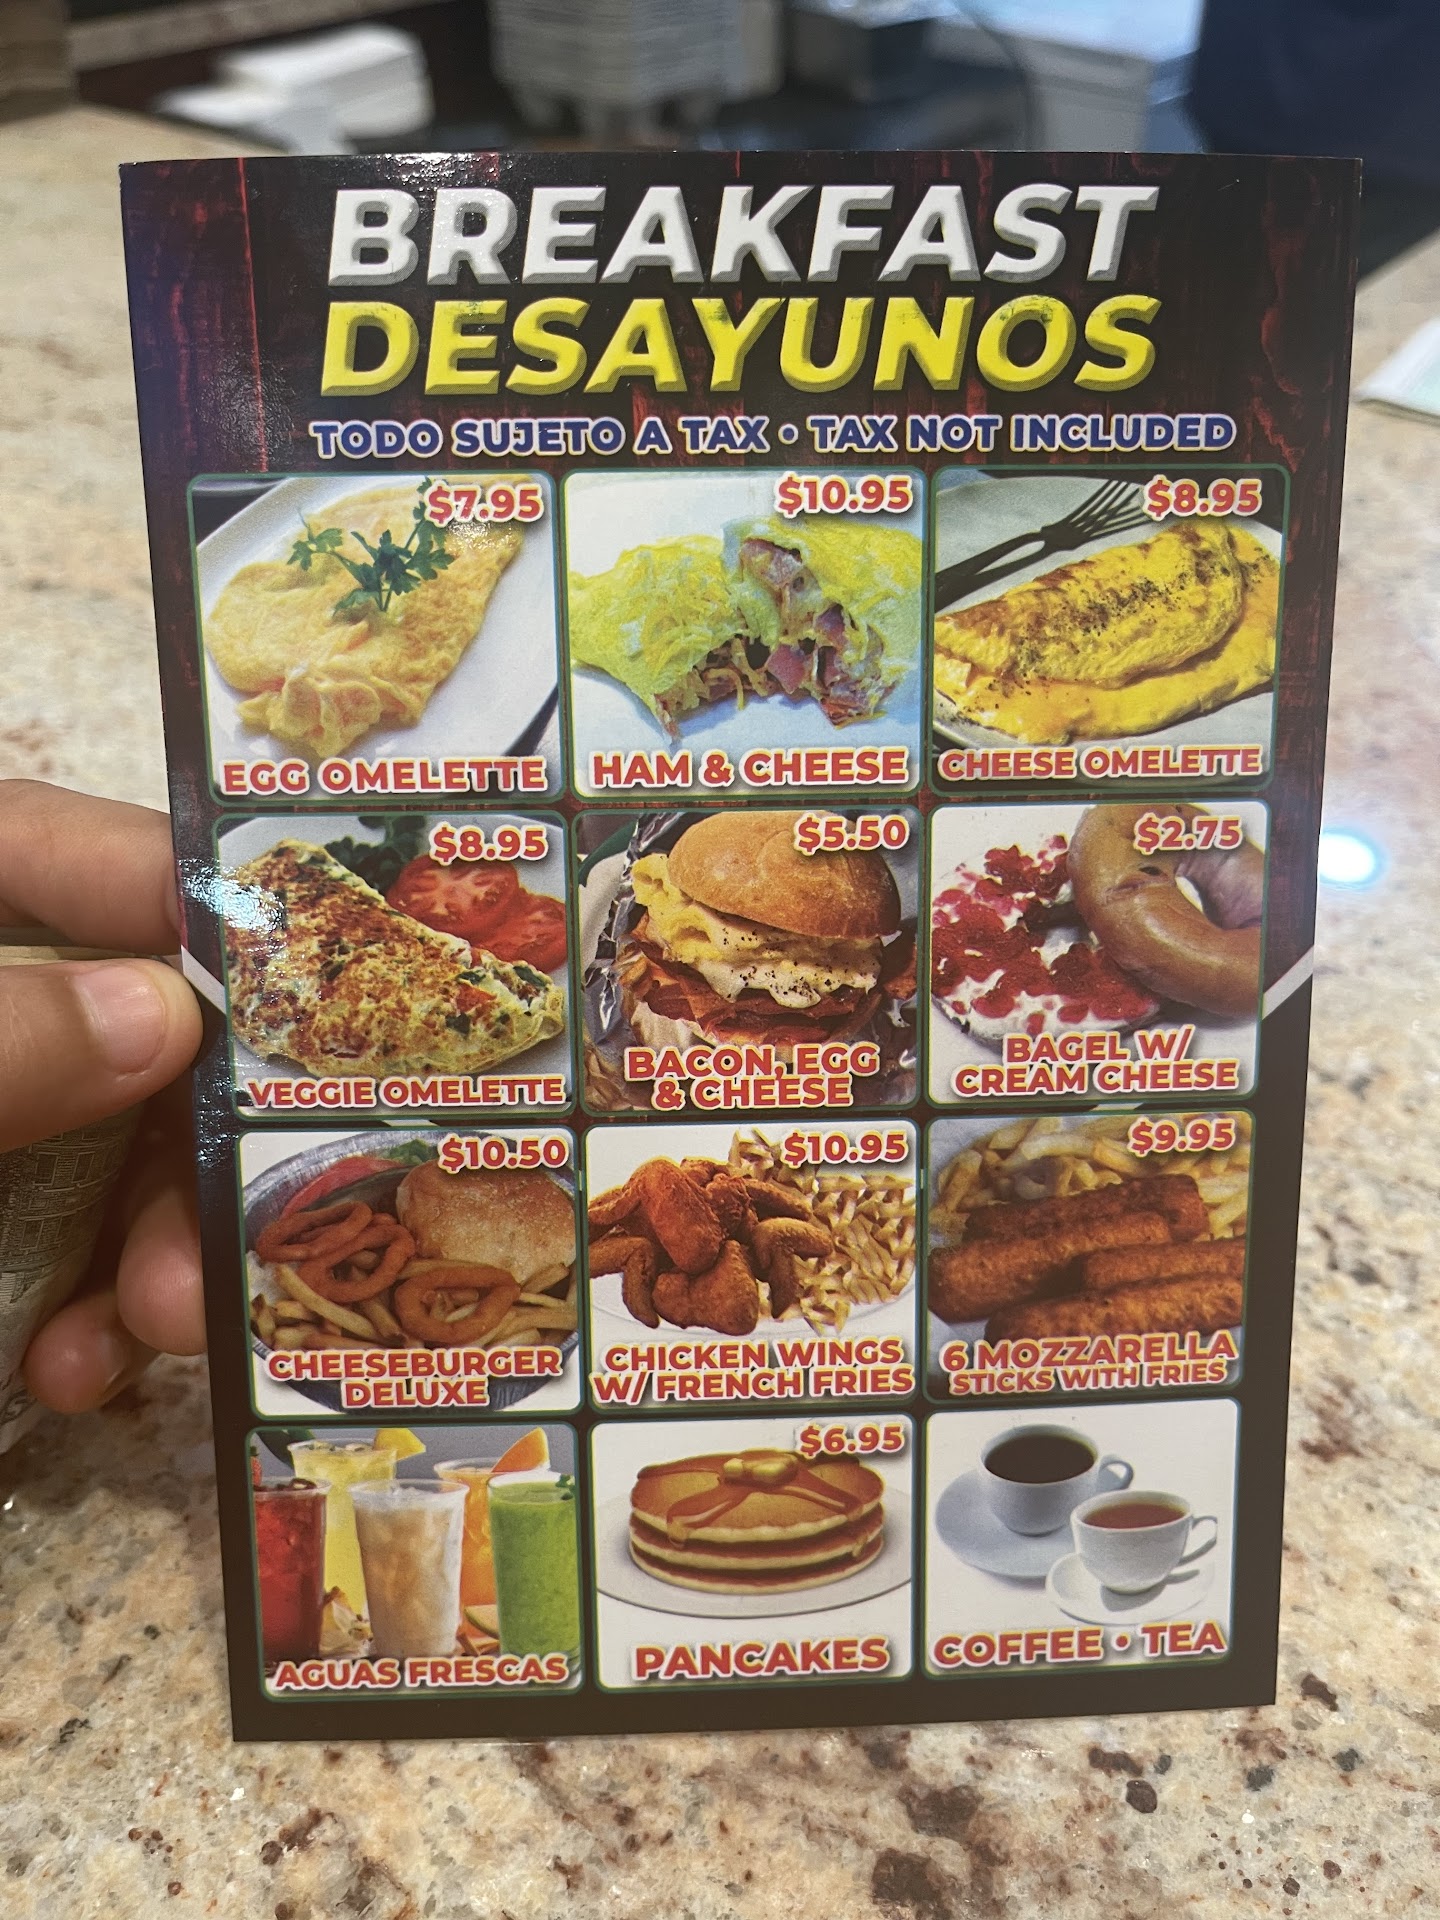 BREAKFAST
DESAYUNOS
TODO SUJETO A TAX • TAX NOT INCLUDED
$7.95
EGG OMELETTE
$10.95
HAM & CHEESE
$8.95
CHEESE OMELETTE
$8.95
VEGGIE OMELETTE
$5.50
BACON, EGG
& CHEESE
$2.75
BAGEL W/
CREAM CHEESE
$10.50
CHEESEBURGER
DELUXE
$10.95
CHICKEN WINGS
W/ FRENCH FRIES
$9.95
6 MOZZARELLA
STICKS WITH FRIES
AGUAS FRESCAS
$6.95
PANCAKES
COFFEE • TEA